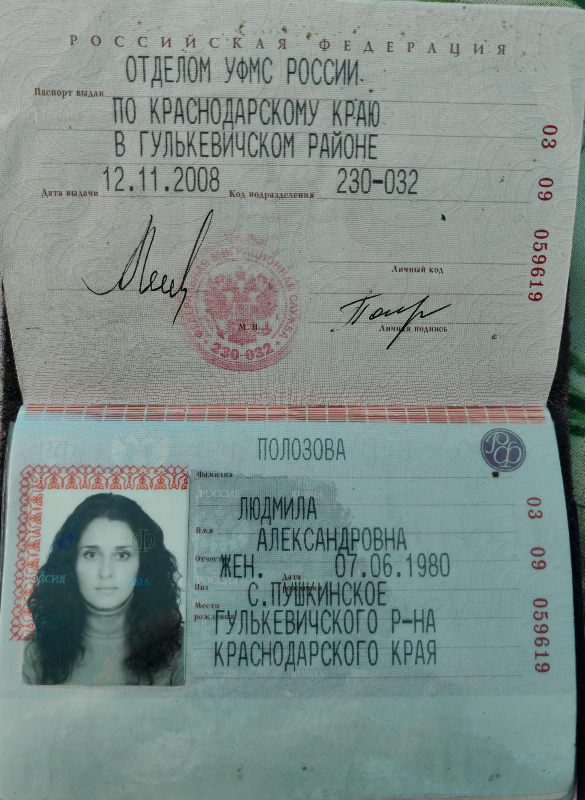 РОССИЙСКАЯ ФЕДЕРАЦИЯ
Паспорт выдан ОТДЕЛОМ УФМС РОССИИ
ПО КРАСНОДАРСКОМУ КРАЮ
В ГУЛЬКЕВИЧСКОМ РАЙОНЕ
Дата выдачи 12.11.2008 Код подразделения 230-032
03 09 059619
Личный код
М. П.
Личная подпись
230-032
ПОЛОЗОВА
Фамилия
ЛЮДМИЛА
Имя
АЛЕКСАНДРОВНА
Отчество
ЖЕН. 07.06.1980
Пол Дата рождения
С.ПУШКИНСКОЕ
Место рождения
ГУЛЬКЕВИЧСКОГО Р-НА
КРАСНОДАРСКОГО КРАЯ
03 09 059619
РФ